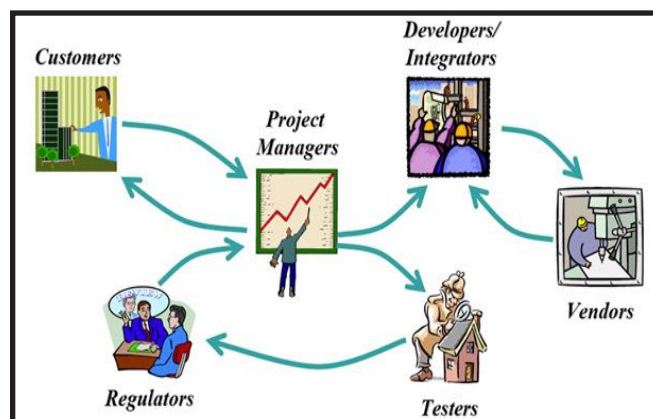 Customers
Developers/
Integrators
Project
Managers
Vendors
Regulators
Testers